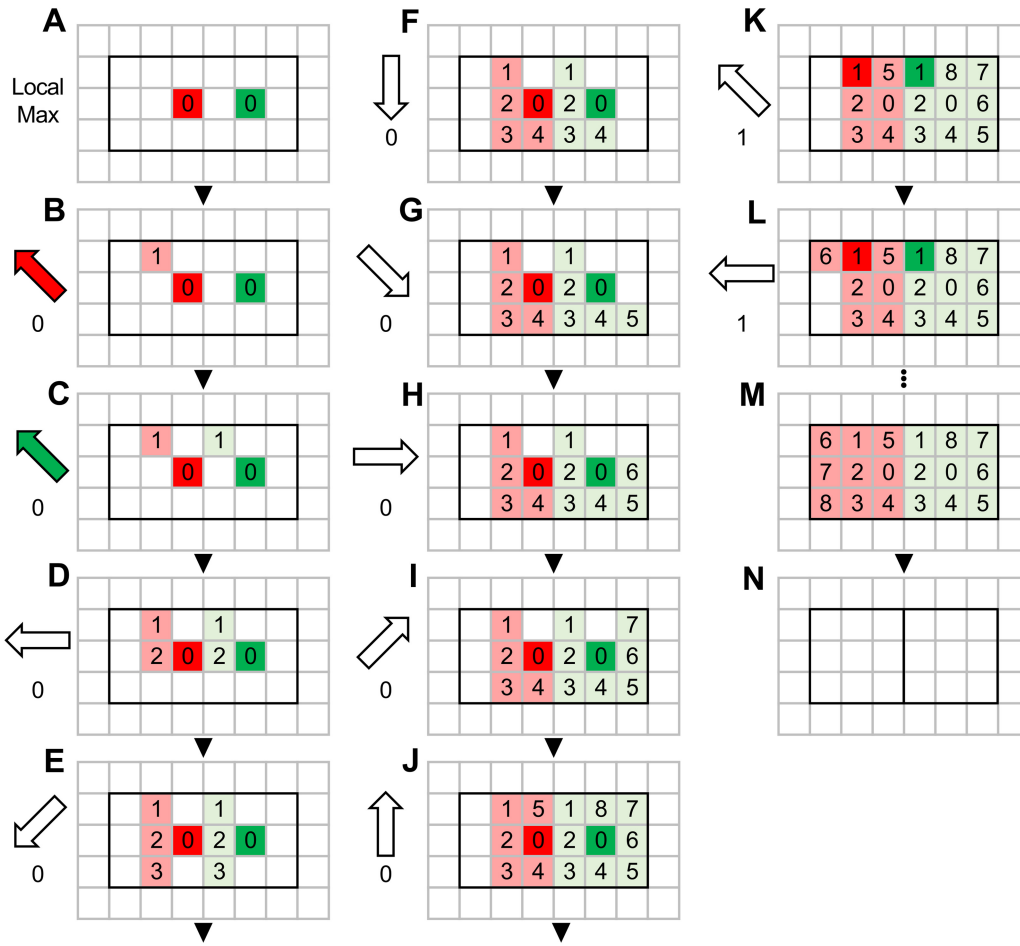 A
Local
Max
0 0
B
1
0 0
0
C
1 1
0 0
0
D
1 1
2 0 2 0
0
E
1 1
2 0 2 0
3 3
0
F
1 1
2 0 2 0
3 4 3 4
0
G
1 1
2 0 2 0
3 4 3 4 5
0
H
1 1
2 0 2 0 6
3 4 3 4 5
0
I
1 1 7
2 0 2 0 6
3 4 3 4 5
0
J
1 5 1 8 7
2 0 2 0 6
3 4 3 4 5
0
K
1 5 1 8 7
2 0 2 0 6
3 4 3 4 5
1
L
6 1 5 1 8 7
2 0 2 0 6
3 4 3 4 5
1
M
6 1 5 1 8 7
7 2 0 2 0 6
8 3 4 3 4 5
N